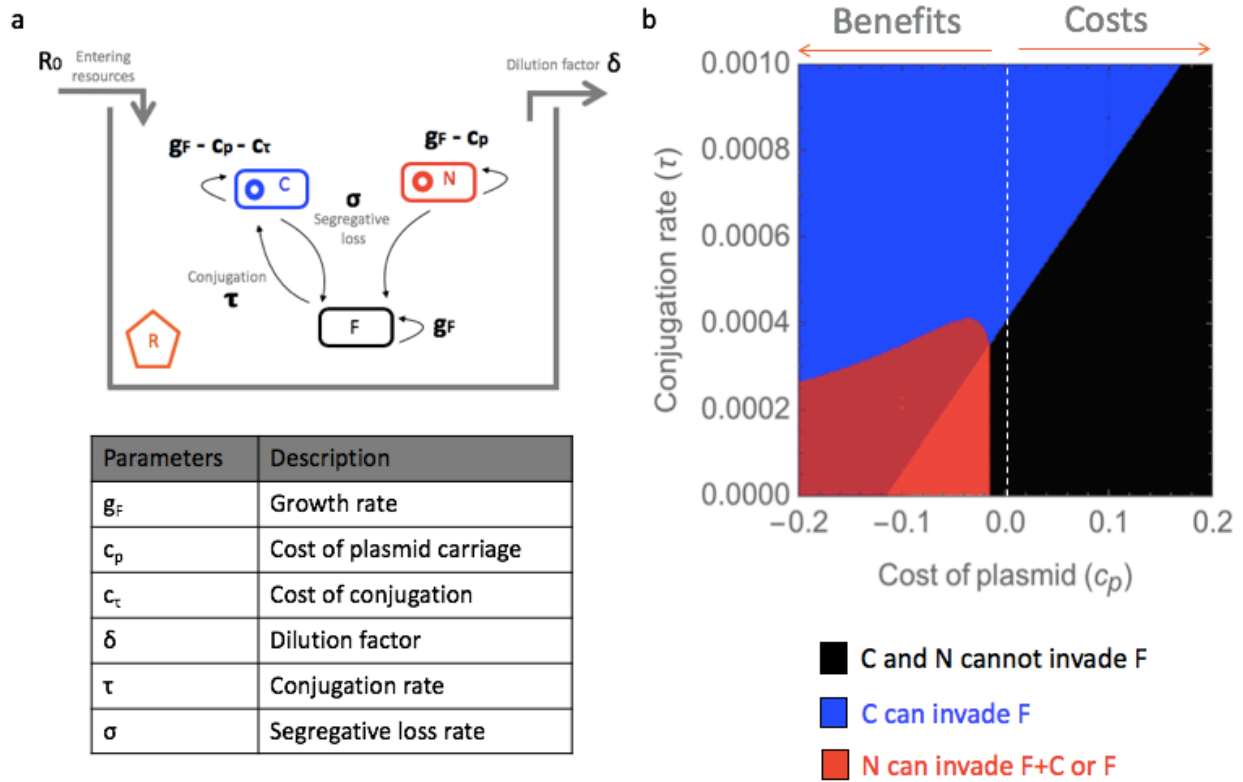 a
R₀
Entering
resources
Dilution factor δ
gF - cp - cτ
gF - cp
C
N
σ
Segregative
loss
Conjugation
τ
F
gF
R
Parameters Description
gF Growth rate
cp Cost of plasmid carriage
cτ Cost of conjugation
δ Dilution factor
τ Conjugation rate
σ Segregative loss rate
b
Benefits Costs
Conjugation rate (τ)
0.0010
0.0008
0.0006
0.0004
0.0002
0.0000
−0.2 −0.1 0.0 0.1 0.2
Cost of plasmid (cp)
C and N cannot invade F
C can invade F
N can invade F+C or F